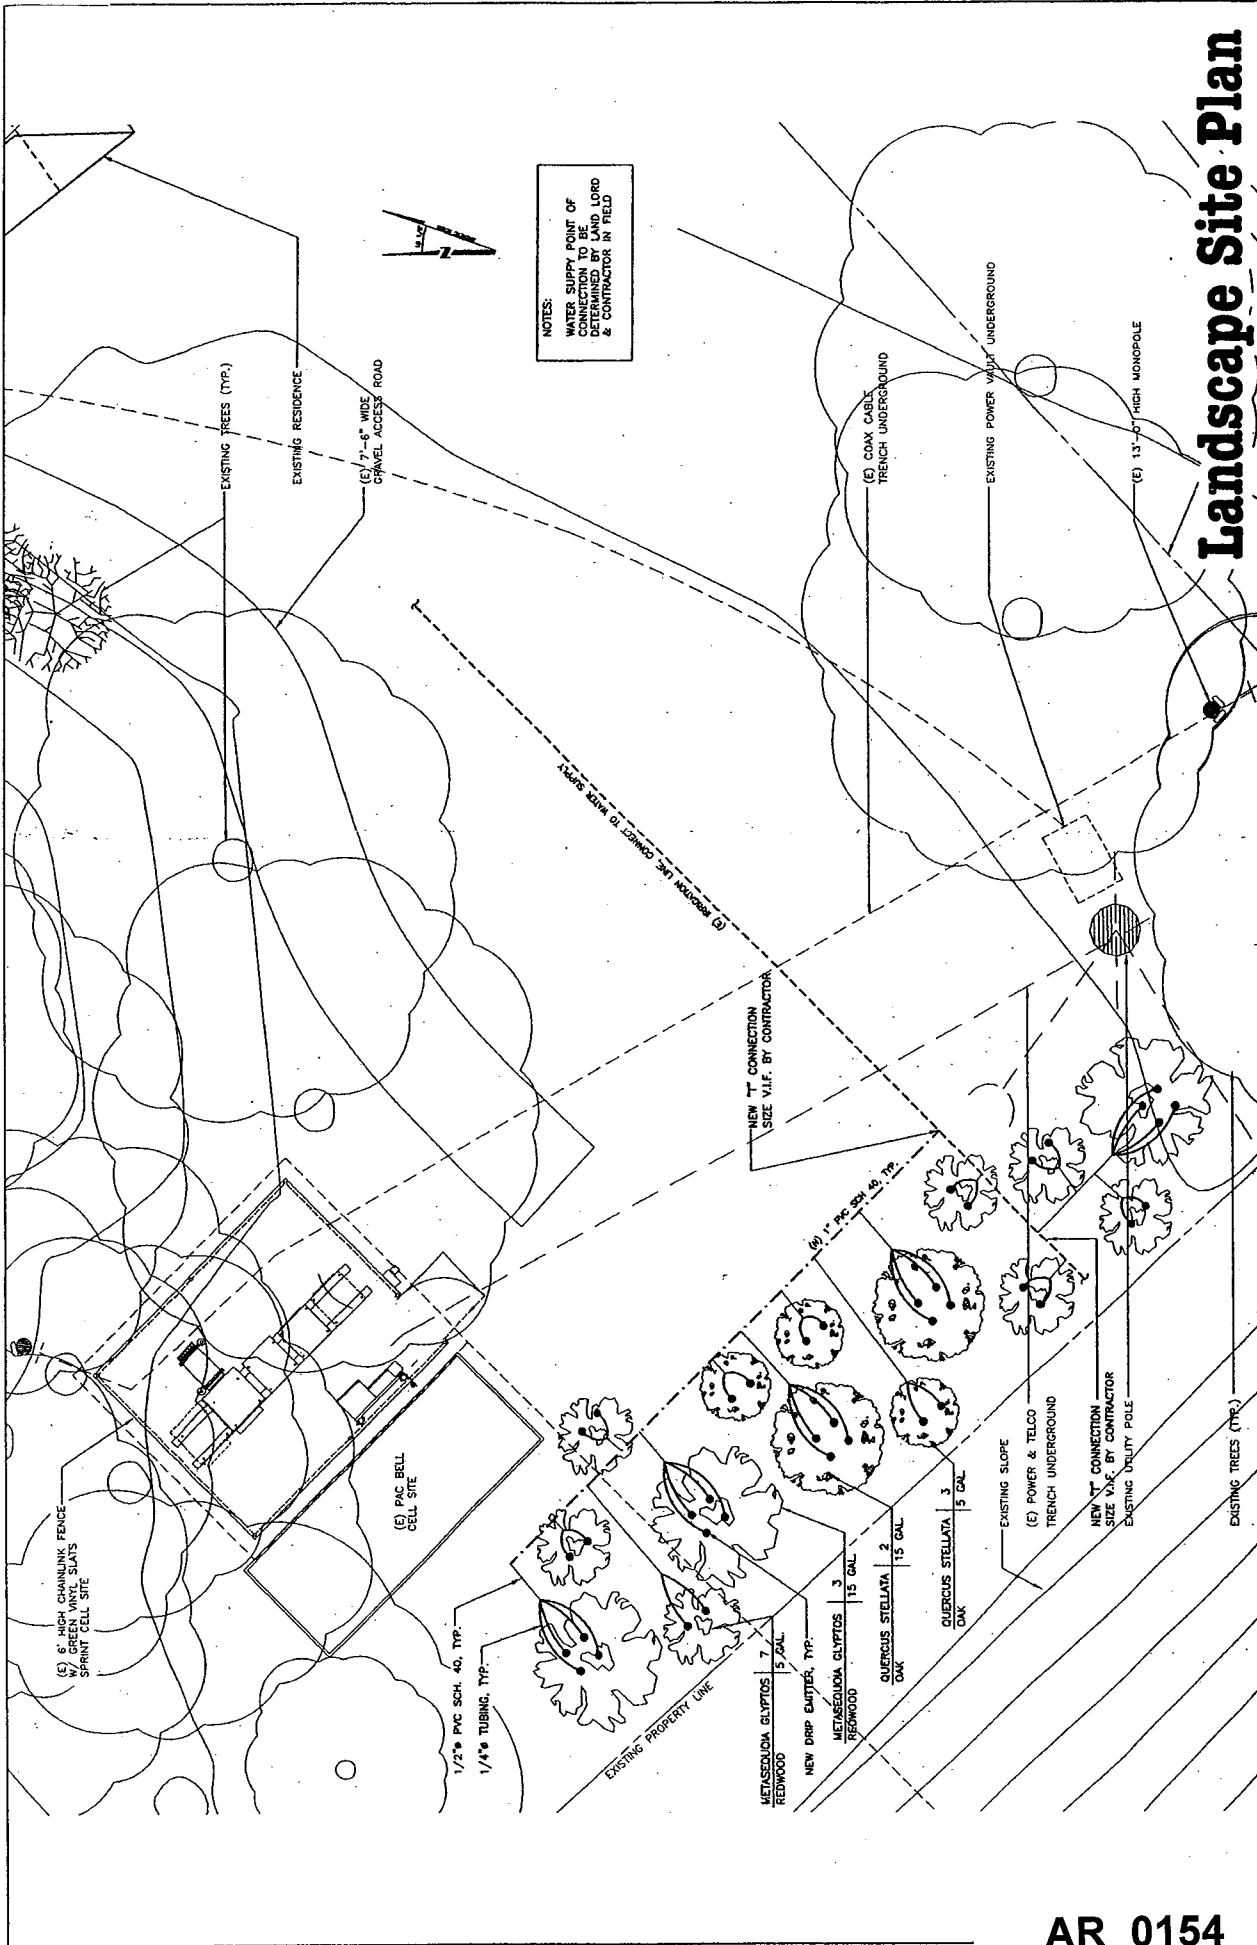 Landscape Site Plan
(E) 6' HIGH CHAINLINK FENCE
W/ GREEN VINYL SLATS
SPRINT CELL SITE
EXISTING TREES (TYP.)
EXISTING RESIDENCE
(E) 7'-6" WIDE
GRAVEL ACCESS ROAD
NOTES:
WATER SUPPY POINT OF
CONNECTION TO BE
DETERMINED BY LAND LORD
& CONTRACTOR IN FIELD
N
(E) PAC BELL
CELL SITE
1/2"ø PVC SCH. 40, TYP.
1/4"ø TUBING, TYP.
(E) IRRIGATION LINE, CONNECT TO WATER SUPPLY
EXISTING PROPERTY LINE
NEW "T" CONNECTION
SIZE V.I.F. BY CONTRACTOR
(N) 1" PVC SCH 40, TYP.
(E) COAX CABLE
TRENCH UNDERGROUND
METASEQUOIA GLYPTOS 7
REDWOOD 5 GAL.
NEW DRIP EMITTER, TYP.
METASEQUOIA GLYPTOS 3
REDWOOD 15 GAL
QUERCUS STELLATA 2
OAK 15 GAL
QUERCUS STELLATA 3
OAK 5 GAL
EXISTING POWER VAULT UNDERGROUND
EXISTING SLOPE
(E) POWER & TELCO
TRENCH UNDERGROUND
NEW "T" CONNECTION
SIZE V.I.F. BY CONTRACTOR
EXISTING UTILITY POLE
(E) 13'-0" HIGH MONOPOLE
EXISTING TREES (TYP.)
AR 0154